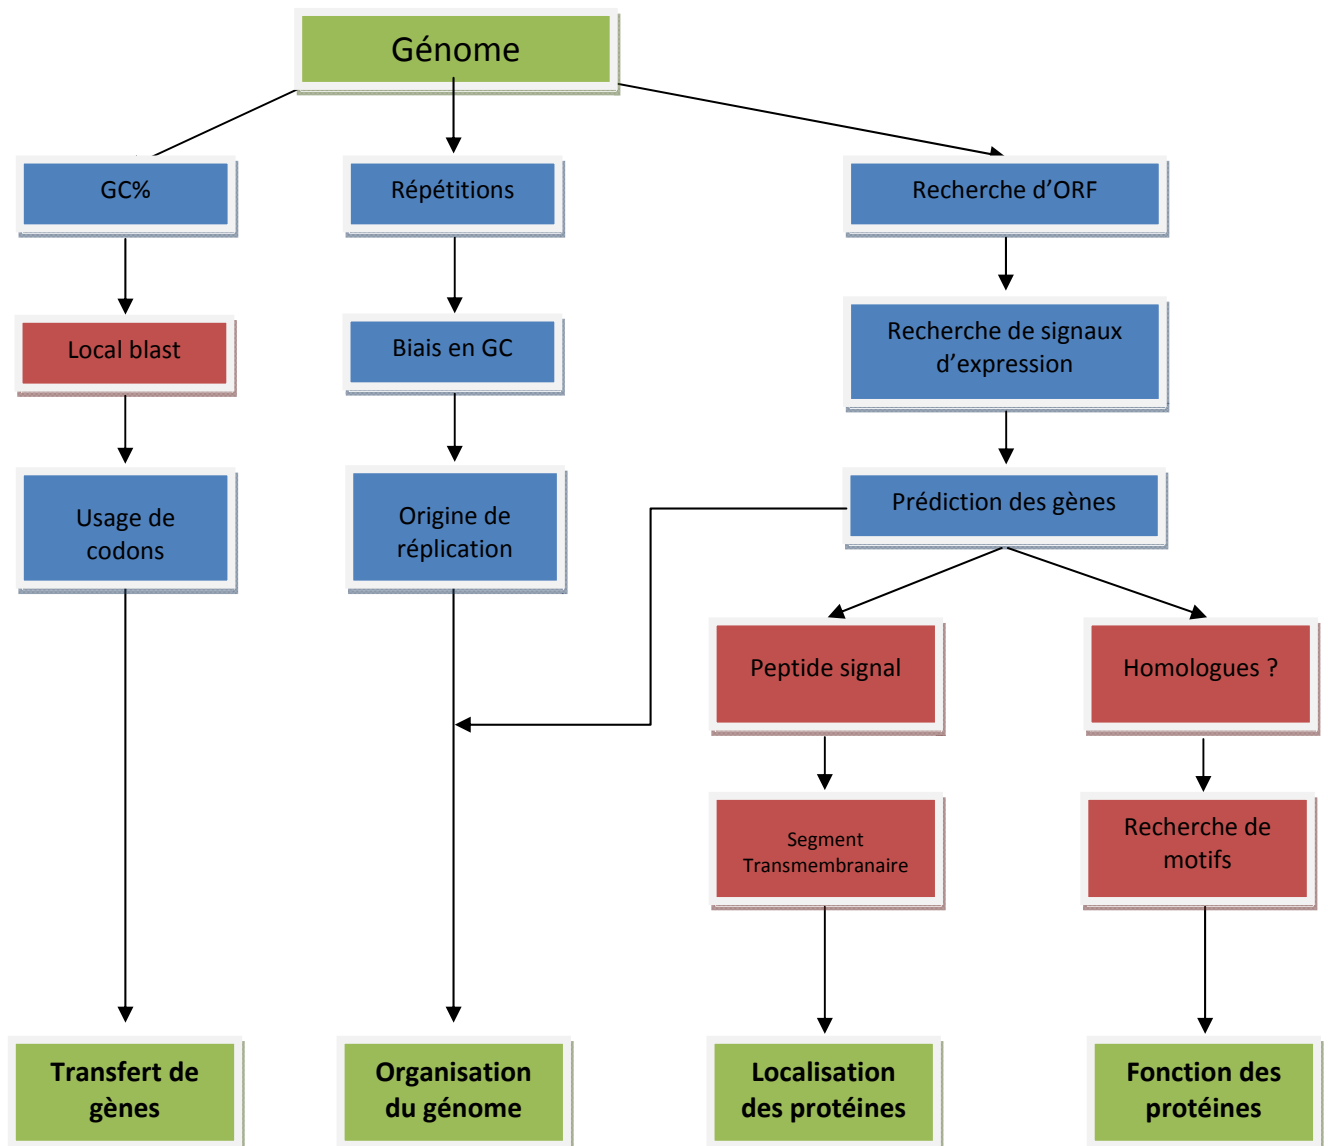 Génome
GC%
Répétitions
Recherche d’ORF
Local blast
Biais en GC
Recherche de signaux
d’expression
Usage de
codons
Origine de
réplication
Prédiction des gènes
Peptide signal
Homologues ?
Segment
Transmembranaire
Recherche de
motifs
Transfert de
gènes
Organisation
du génome
Localisation
des protéines
Fonction des
protéines